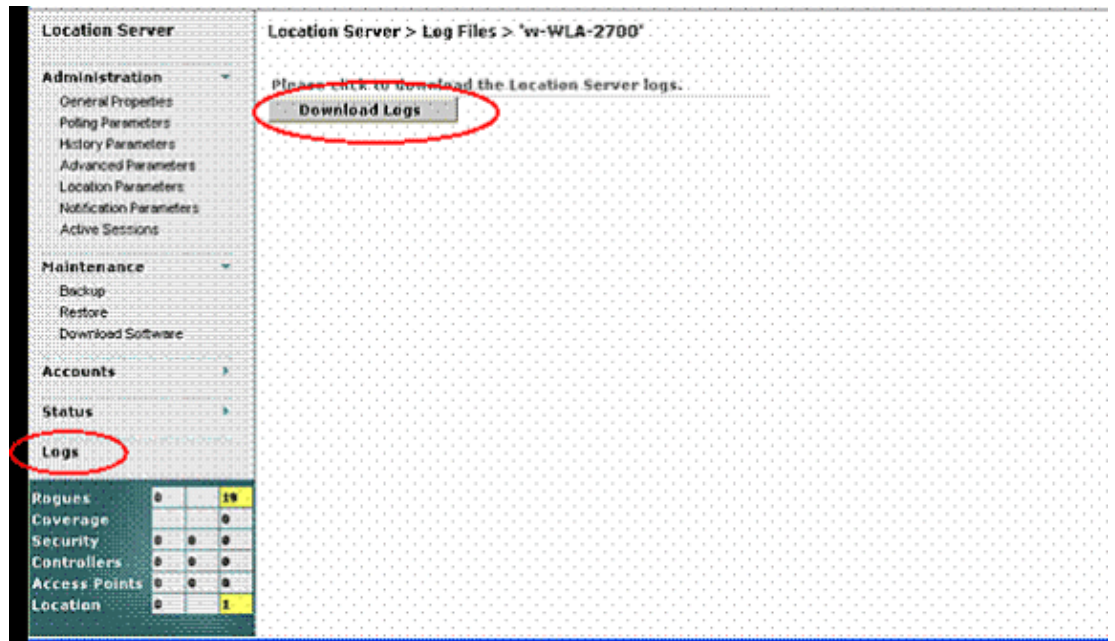 Location Server
Administration
General Properties
Polling Parameters
History Parameters
Advanced Parameters
Location Parameters
Notification Parameters
Active Sessions
Maintenance
Backup
Restore
Download Software
Accounts
Status
Logs
Rogues 0 19
Coverage 0
Security 0 0 0
Controllers 0 0 0
Access Points 0 0 0
Location 0 1
Location Server > Log Files > 'w-WLA-2700'
Please click to download the Location Server logs.
Download Logs